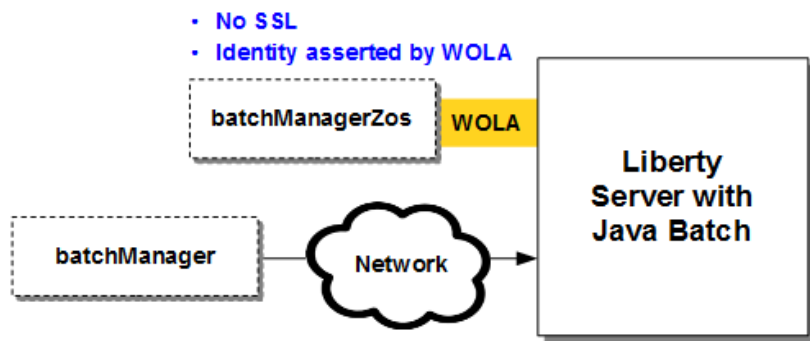 • No SSL
• Identity asserted by WOLA
batchManagerZos
WOLA
Liberty
Server with
Java Batch
batchManager
Network